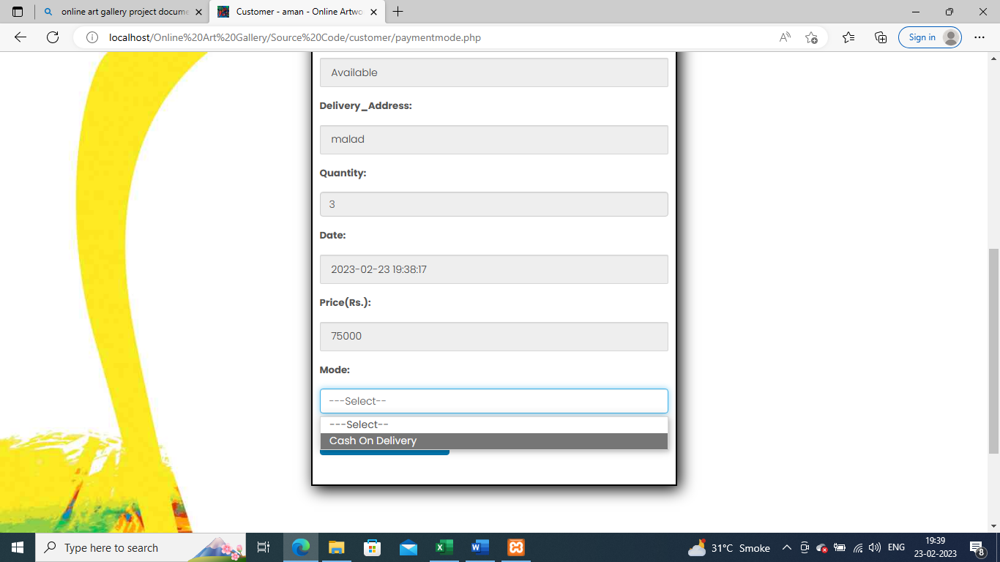 online art gallery project docume
Customer - aman - Online Artwo
localhost/Online%20Art%20Gallery/Source%20Code/customer/paymentmode.php
Sign in
Available
Delivery_Address:
malad
Quantity:
3
Date:
2023-02-23 19:38:17
Price(Rs.):
75000
Mode:
---Select--
---Select--
Cash On Delivery
Type here to search
31°C Smoke
ENG
19:39
23-02-2023
8